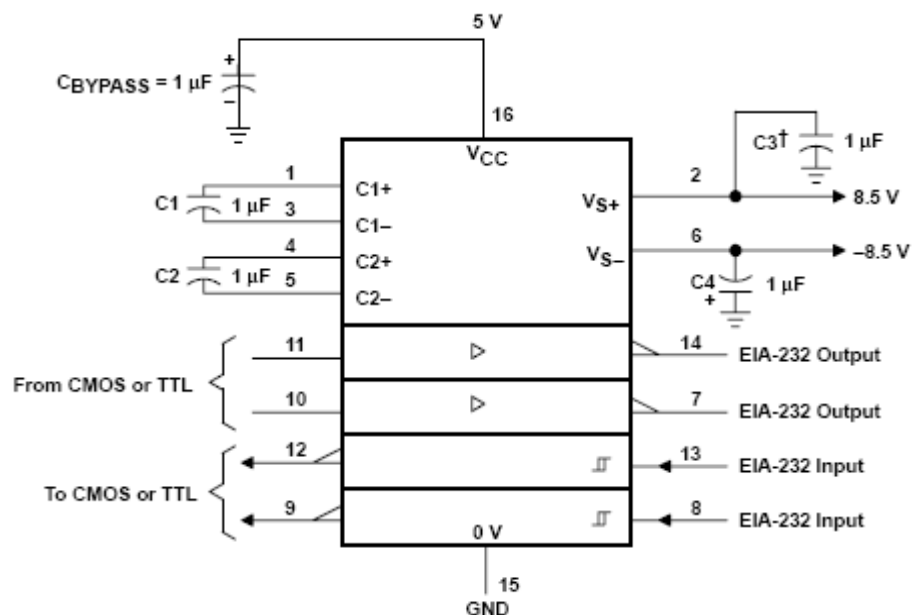 5 V
CBYPASS = 1 µF
+
−
16
VCC
C3† 1 µF
1
C1+
2
VS+
8.5 V
C1 1 µF
3
C1−
4
C2+
6
VS−
−8.5 V
C2 1 µF
5
C2−
C4 1 µF
+
From CMOS or TTL
11
14
EIA-232 Output
10
7
EIA-232 Output
To CMOS or TTL
12
13
EIA-232 Input
9
8
EIA-232 Input
0 V
15
GND